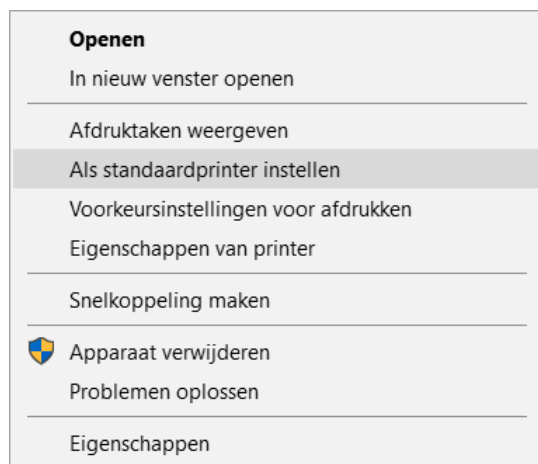 Openen
In nieuw venster openen
Afdruktaken weergeven
Als standaardprinter instellen
Voorkeursinstellingen voor afdrukken
Eigenschappen van printer
Snelkoppeling maken
Apparaat verwijderen
Problemen oplossen
Eigenschappen